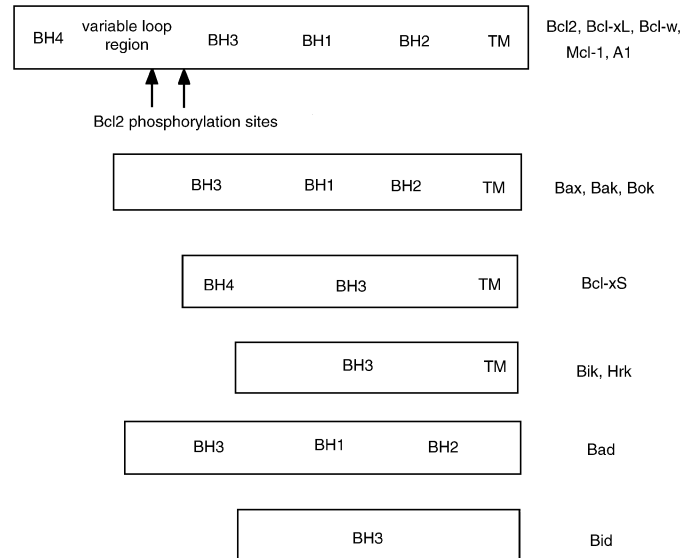 BH4 variable loop region BH3 BH1 BH2 TM Bcl2, Bcl-xL, Bcl-w,
Mcl-1, A1
Bcl2 phosphorylation sites
BH3 BH1 BH2 TM Bax, Bak, Bok
BH4 BH3 TM Bcl-xS
BH3 TM Bik, Hrk
BH3 BH1 BH2 Bad
BH3 Bid